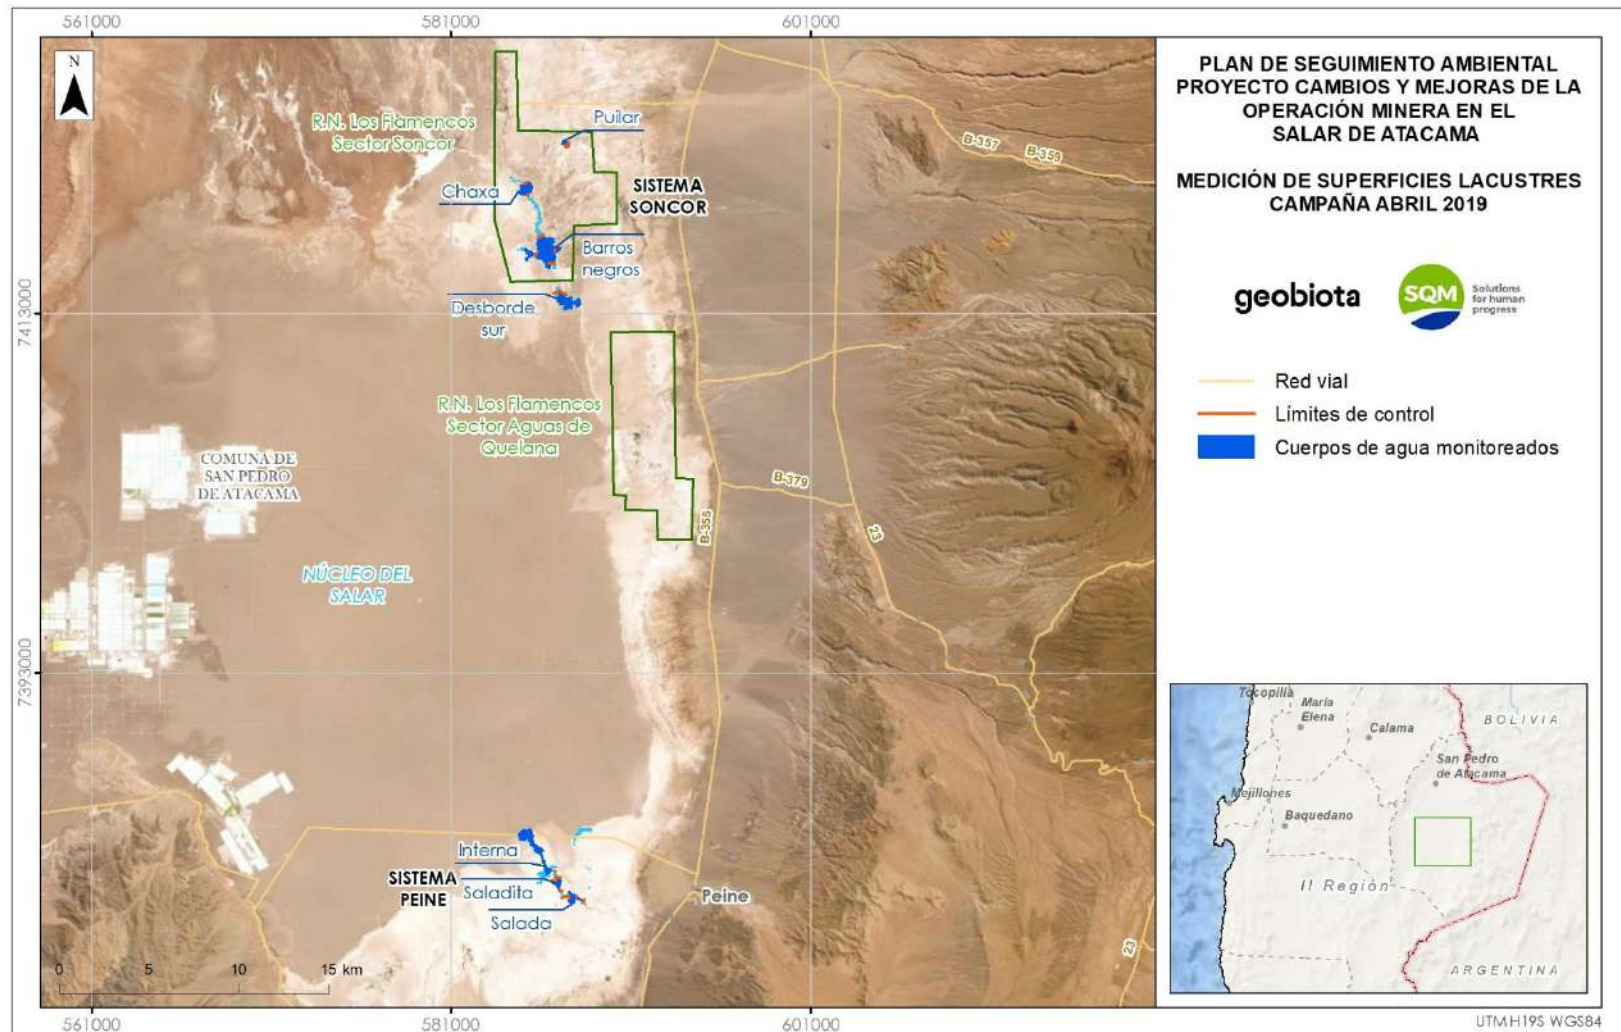 561000
581000
601000
N
R.N. Los Flamencos
Sector Soncor
Puilar
Chaxa
SISTEMA
SONCOR
Barros
negros
Desborde
sur
B-357
B-359
7413000
R.N. Los Flamencos
Sector Aguas de
Quelana
COMUNA DE
SAN PEDRO
DE ATACAMA
B-379
B-355
23
NÚCLEO DEL
SALAR
7393000
Interna
SISTEMA
PEINE
Saladita
Salada
Peine
23
0 5 10 15 km
561000
581000
601000
PLAN DE SEGUIMIENTO AMBIENTAL
PROYECTO CAMBIOS Y MEJORAS DE LA
OPERACIÓN MINERA EN EL
SALAR DE ATACAMA
MEDICIÓN DE SUPERFICIES LACUSTRES
CAMPAÑA ABRIL 2019
geobiota
SQM
Solutions
for human
progress
Red vial
Límites de control
Cuerpos de agua monitoreados
Tocopilla
María
Elena
Calama
BOLIVIA
San Pedro
de Atacama
Mejillones
Baquedano
II Región
ARGENTINA
UTM H19S WGS84